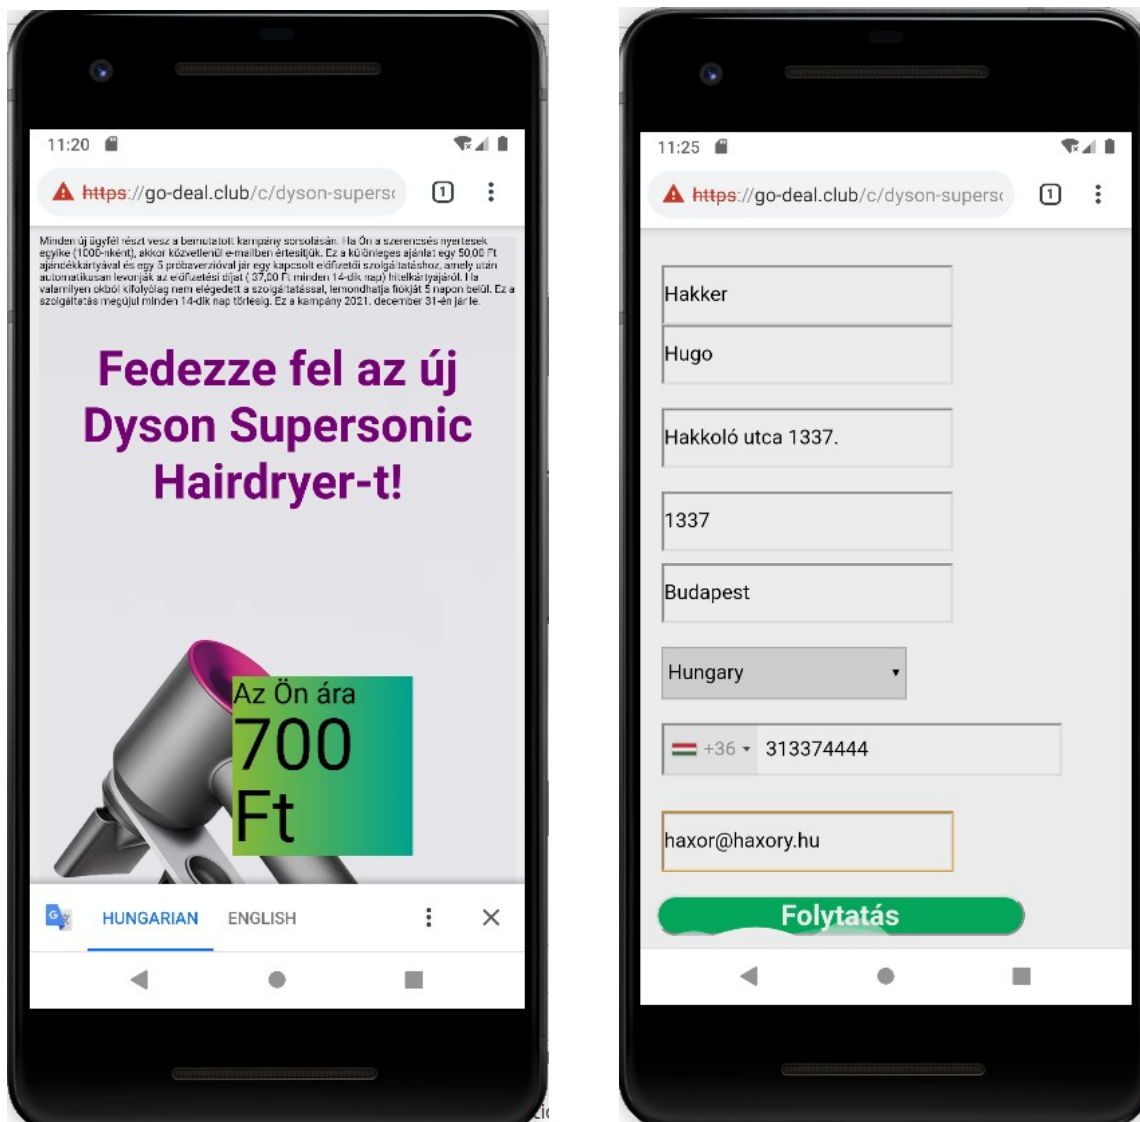 11:20
https://go-deal.club/c/dyson-supersc
1
Minden új ügyfél részt vesz a bemutatott kampány sorsolásán. Ha Ön a szerencsés nyertesek
egyike (1000-nként), akkor közvetlenül e-mailben értesítjük. Ez a különleges ajánlat egy 50,00 Ft
ajándékkártyával és egy 5 próbaverzióval jár egy kapcsolt előfizetői szolgáltatáshoz, amely után
automatikusan levonják az előfizetési díjat ( 37,00 Ft minden 14-dik nap) hitelkártyájáról. Ha
valamilyen okból kifolyólag nem elégedett a szolgáltatással, lemondhatja fiókját 5 napon belül. Ez a
szolgáltatás megújul minden 14-dik nap törlésig. Ez a kampány 2021. december 31-én jár le.
Fedezze fel az új
Dyson Supersonic
Hairdryer-t!
Az Ön ára
700
Ft
HUNGARIAN ENGLISH
11:25
https://go-deal.club/c/dyson-supersc
1
Hakker
Hugo
Hakkoló utca 1337.
1337
Budapest
Hungary
+36 313374444
haxor@haxory.hu
Folytatás